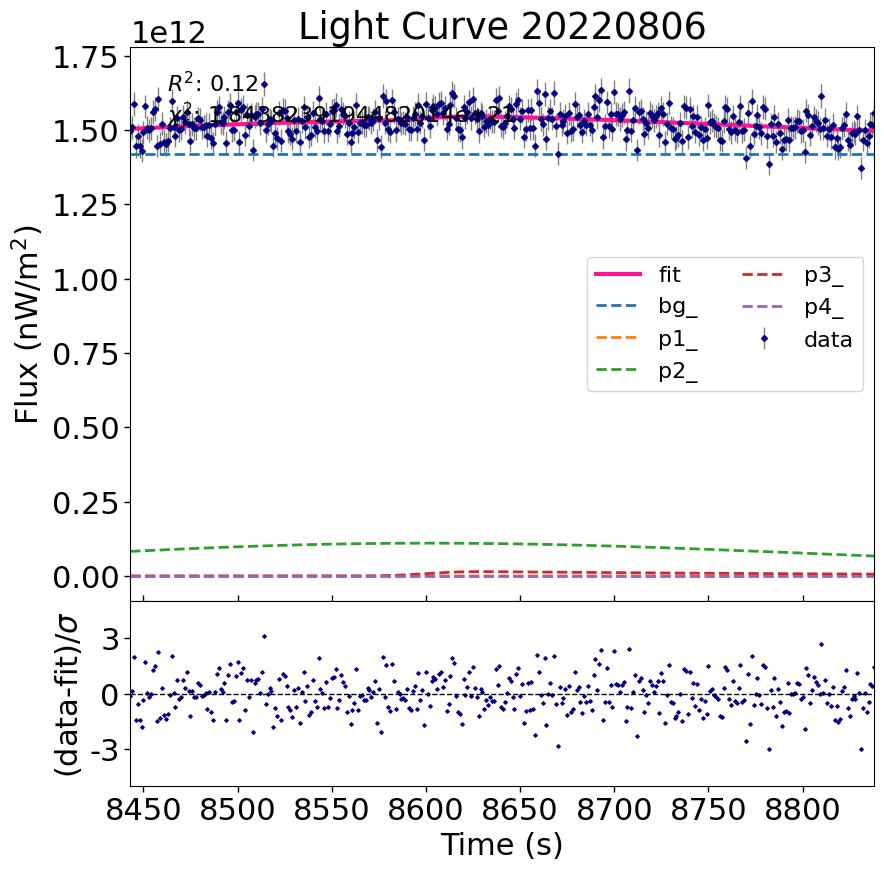 Light Curve 20220806
1e12
R²: 0.12
1.75
1.50
1.25
1.00
0.75
0.50
0.25
0.00
Flux (nW/m²)
fit
bg_
p1_
p2_
p3_
p4_
data
3
0
-3
(data-fit)/σ
8450 8500 8550 8600 8650 8700 8750 8800
Time (s)